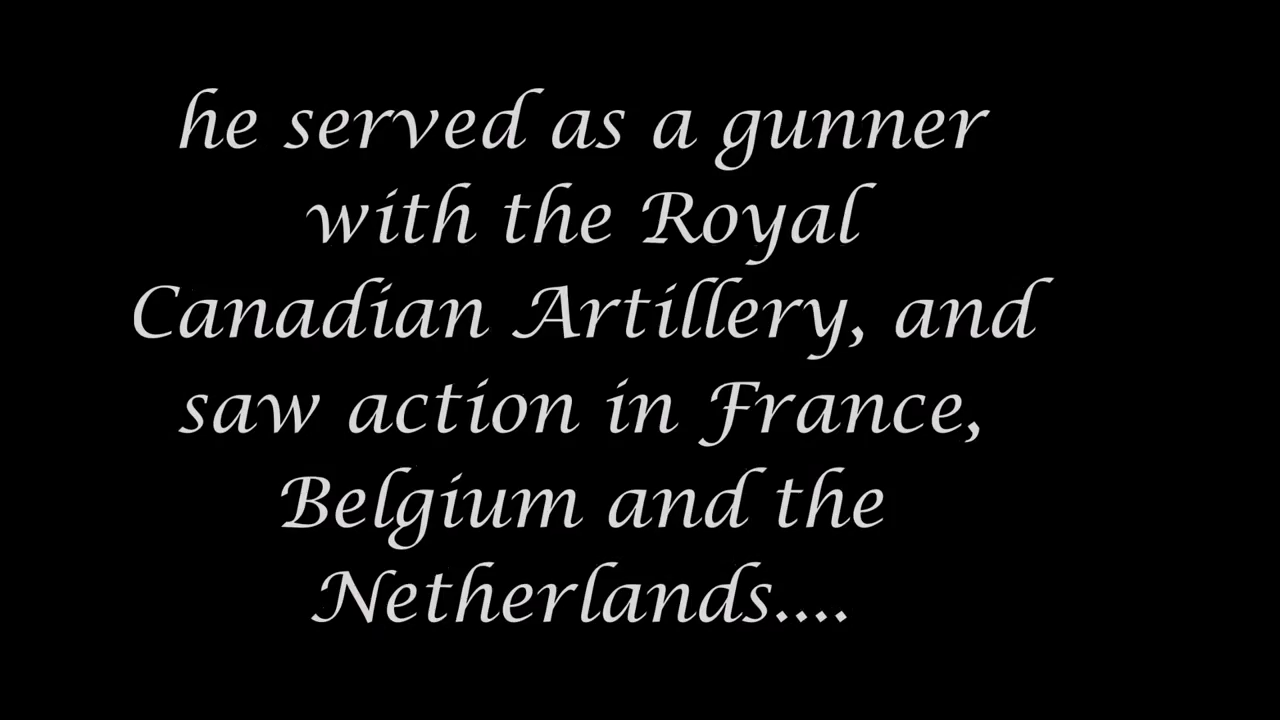 he served as a gunner
with the Royal
Canadian Artillery, and
saw action in France,
Belgium and the
Netherlands....